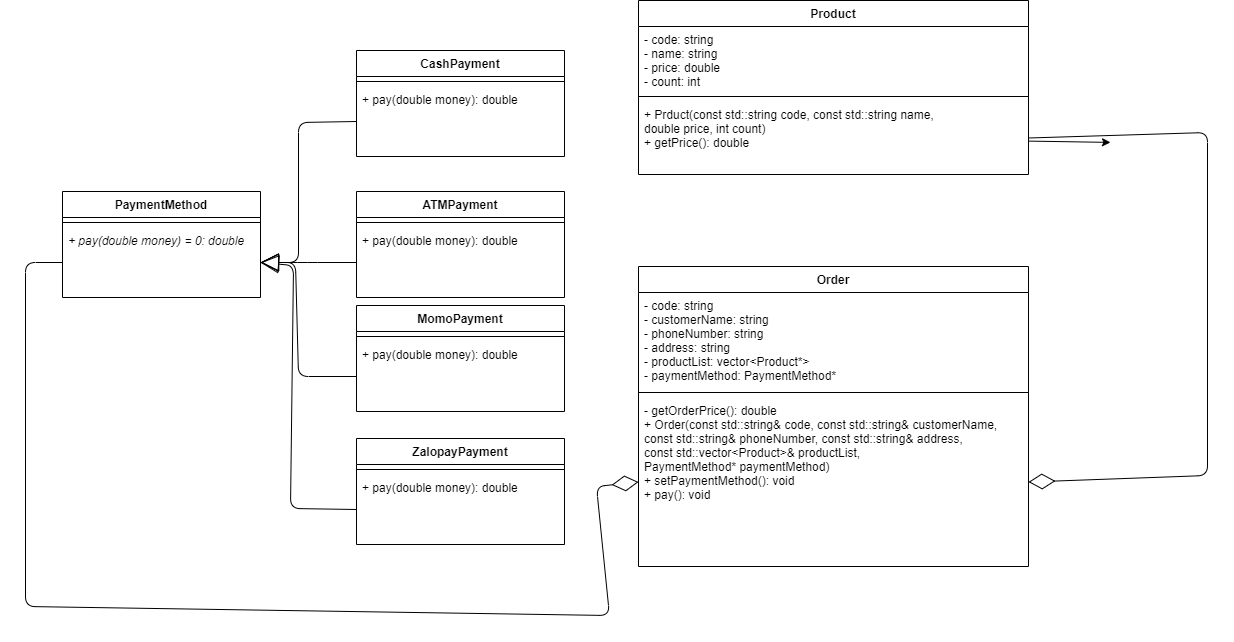 Product
- code: string
- name: string
- price: double
- count: int
+ Prduct(const std::string code, const std::string name,
double price, int count)
+ getPrice(): double
CashPayment
+ pay(double money): double
PaymentMethod
+ pay(double money) = 0: double
ATMPayment
+ pay(double money): double
MomoPayment
+ pay(double money): double
ZalopayPayment
+ pay(double money): double
Order
- code: string
- customerName: string
- phoneNumber: string
- address: string
- productList: vector<Product*>
- paymentMethod: PaymentMethod*
- getOrderPrice(): double
+ Order(const std::string& code, const std::string& customerName,
const std::string& phoneNumber, const std::string& address,
const std::vector<Product>& productList,
PaymentMethod* paymentMethod)
+ setPaymentMethod(): void
+ pay(): void